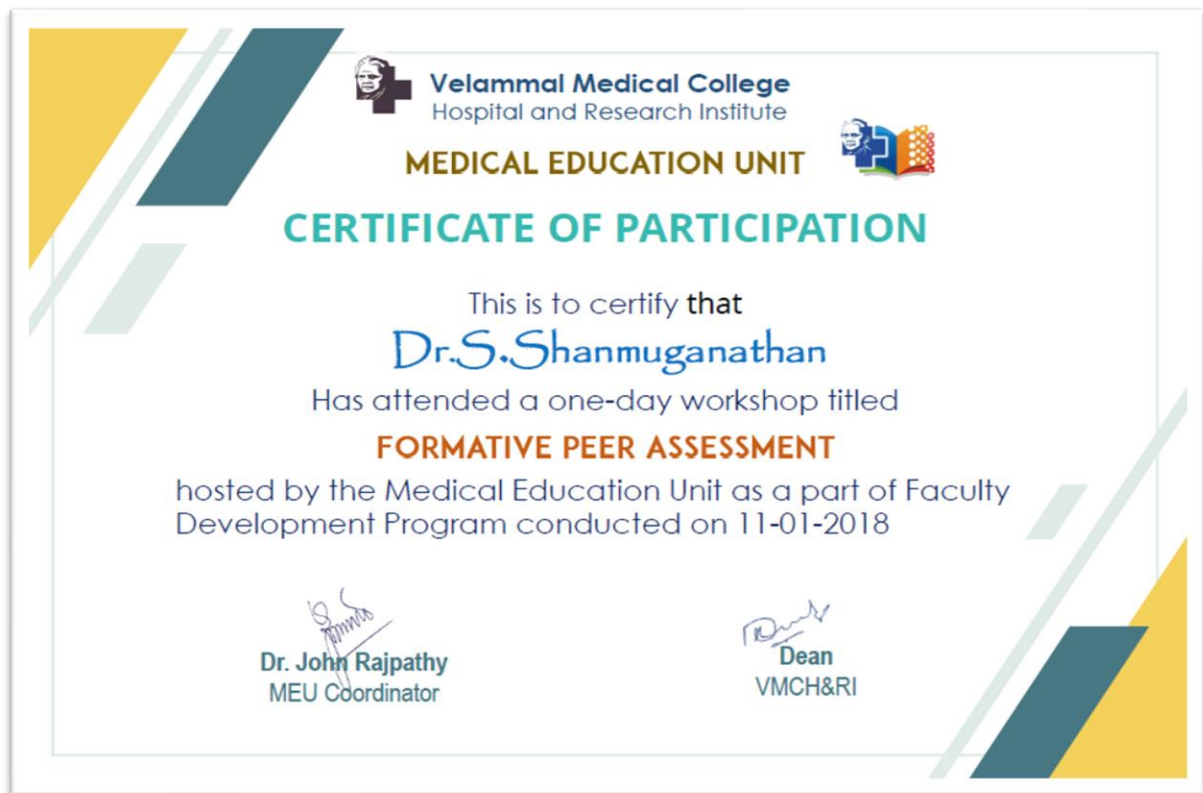 Velammal Medical College
Hospital and Research Institute
MEDICAL EDUCATION UNIT
CERTIFICATE OF PARTICIPATION
This is to certify that
Dr.S.Shanmuganathan
Has attended a one-day workshop titled
FORMATIVE PEER ASSESSMENT
hosted by the Medical Education Unit as a part of Faculty
Development Program conducted on 11-01-2018
Dr. John Rajpathy
MEU Coordinator
Dean
VMCH&RI